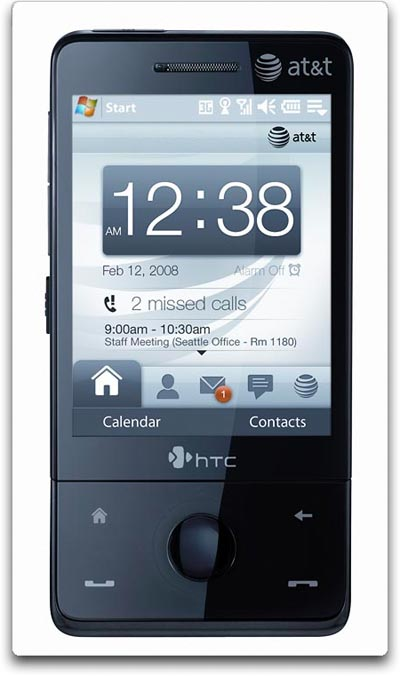 at&t
Start 3G
at&t
AM 12:38
Feb 12, 2008 Alarm Off
2 missed calls
9:00am - 10:30am
Staff Meeting (Seattle Office - Rm 1180)
1
Calendar Contacts
hTC